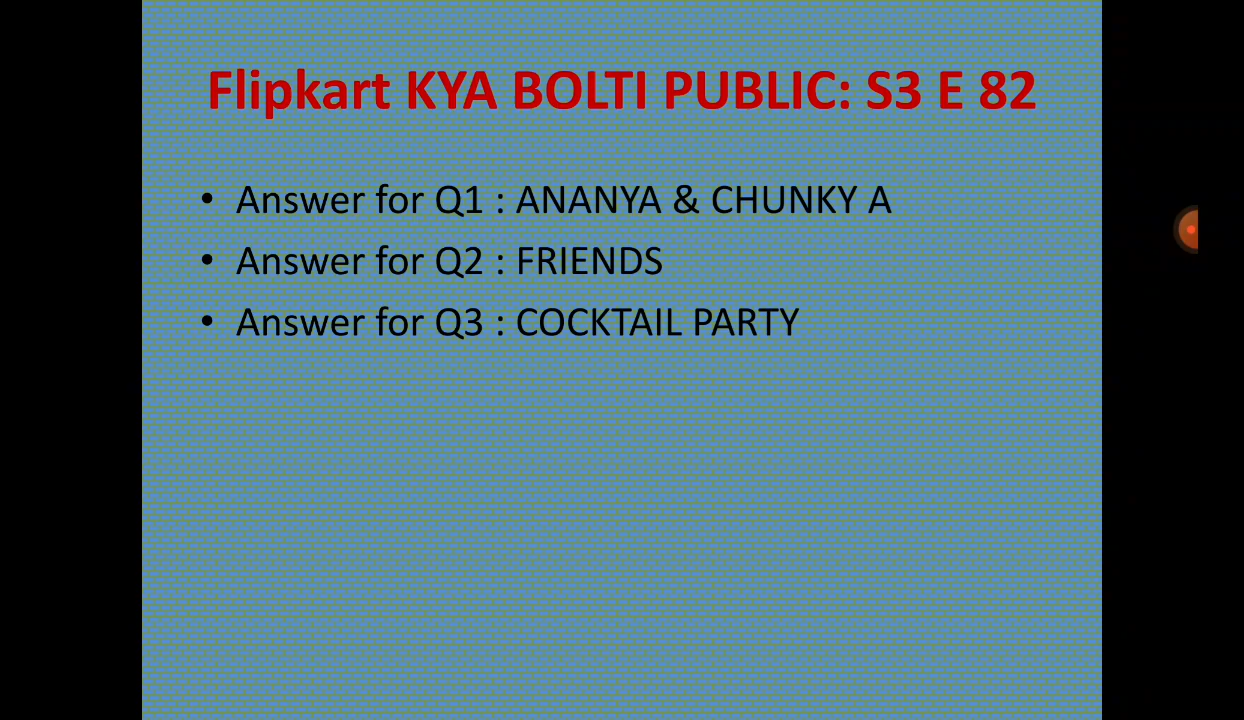 Flipkart KYA BOLTI PUBLIC: S3 E 82
• Answer for Q1 : ANANYA & CHUNKY A
• Answer for Q2 : FRIENDS
• Answer for Q3 : COCKTAIL PARTY